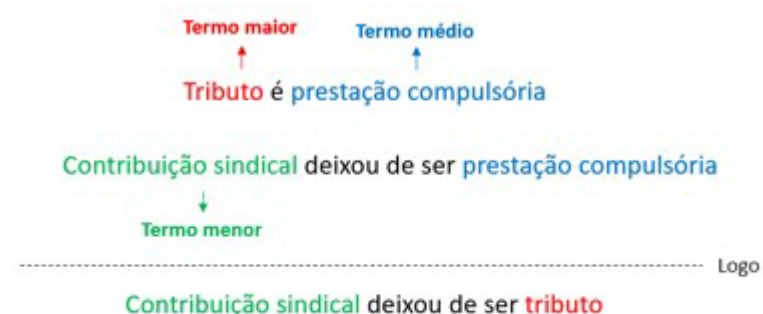 Termo maior
Termo médio
Tributo é prestação compulsória
Contribuição sindical deixou de ser prestação compulsória
Termo menor
Logo
Contribuição sindical deixou de ser tributo